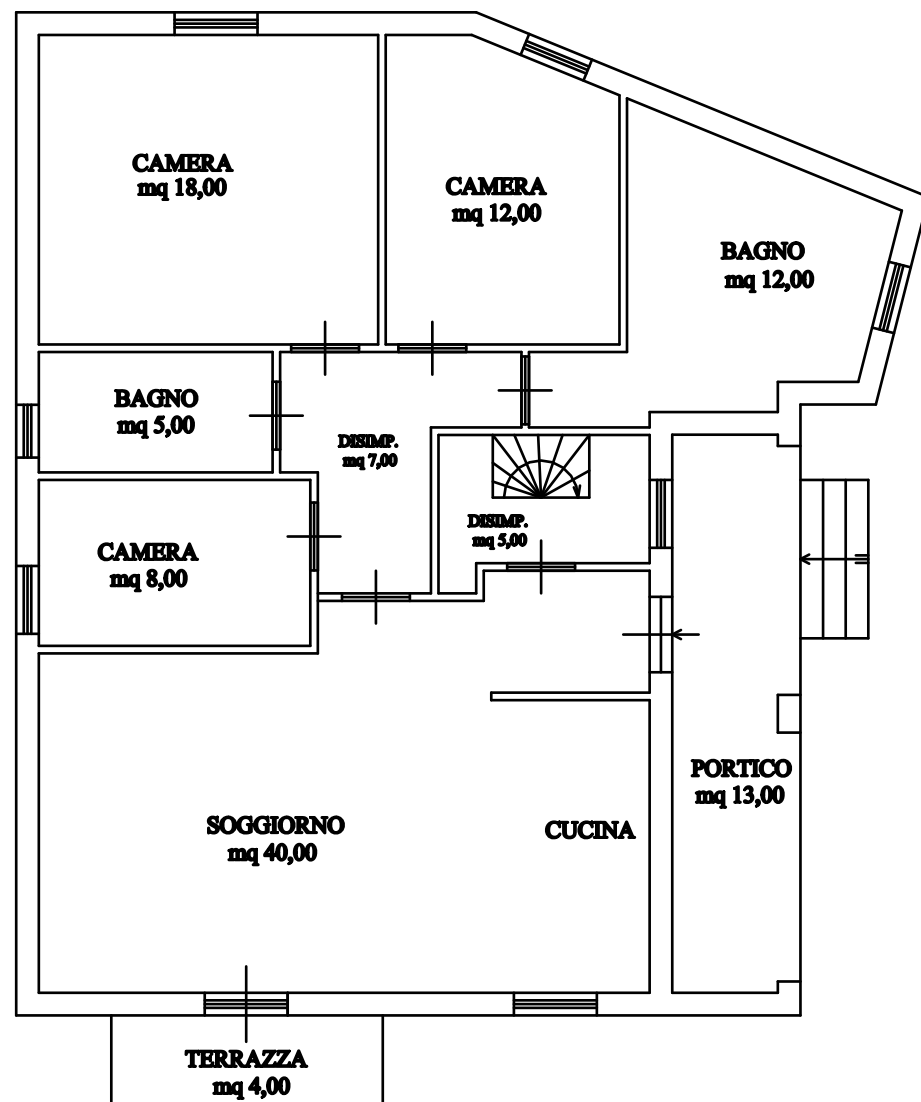 CAMERA
mq 18,00
CAMERA
mq 12,00
BAGNO
mq 12,00
BAGNO
mq 5,00
DISIMP.
mq 7,00
DISIMP.
mq 5,00
CAMERA
mq 8,00
PORTICO
mq 13,00
SOGGIORNO
mq 40,00
CUCINA
TERRAZZA
mq 4,00